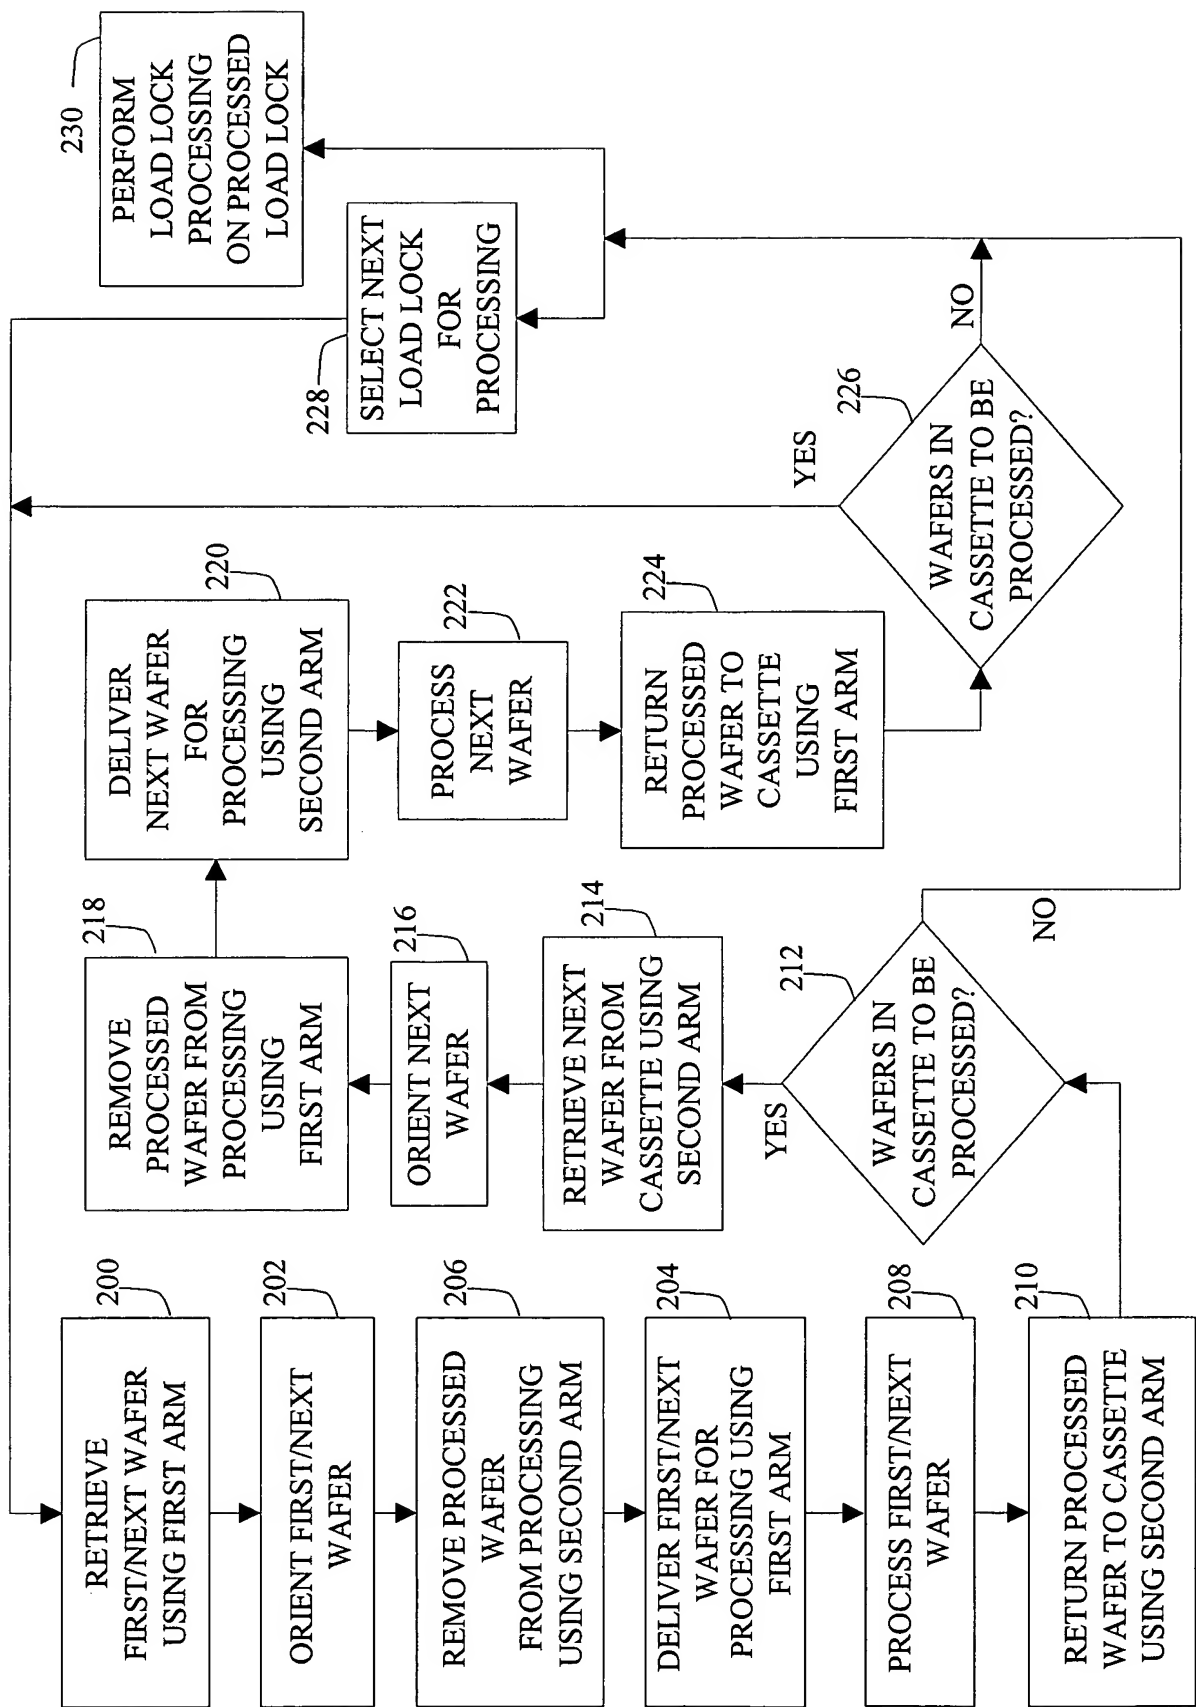 200
RETRIEVE
FIRST/NEXT WAFER
USING FIRST ARM
202
ORIENT FIRST/NEXT
WAFER
206
REMOVE PROCESSED
WAFER
FROM PROCESSING
USING SECOND ARM
204
DELIVER FIRST/NEXT
WAFER FOR
PROCESSING USING
FIRST ARM
208
PROCESS FIRST/NEXT
WAFER
210
RETURN PROCESSED
WAFER TO CASSETTE
USING SECOND ARM
212
WAFERS IN
CASSETTE TO BE
PROCESSED?
YES
NO
214
RETRIEVE NEXT
WAFER FROM
CASSETTE USING
SECOND ARM
216
ORIENT NEXT
WAFER
218
REMOVE
PROCESSED
WAFER FROM
PROCESSING
USING
FIRST ARM
220
DELIVER
NEXT WAFER
FOR
PROCESSING
USING
SECOND ARM
222
PROCESS
NEXT
WAFER
224
RETURN
PROCESSED
WAFER TO
CASSETTE
USING
FIRST ARM
226
WAFERS IN
CASSETTE TO BE
PROCESSED?
YES
NO
228
SELECT NEXT
LOAD LOCK
FOR
PROCESSING
230
PERFORM
LOAD LOCK
PROCESSING
ON PROCESSED
LOAD LOCK